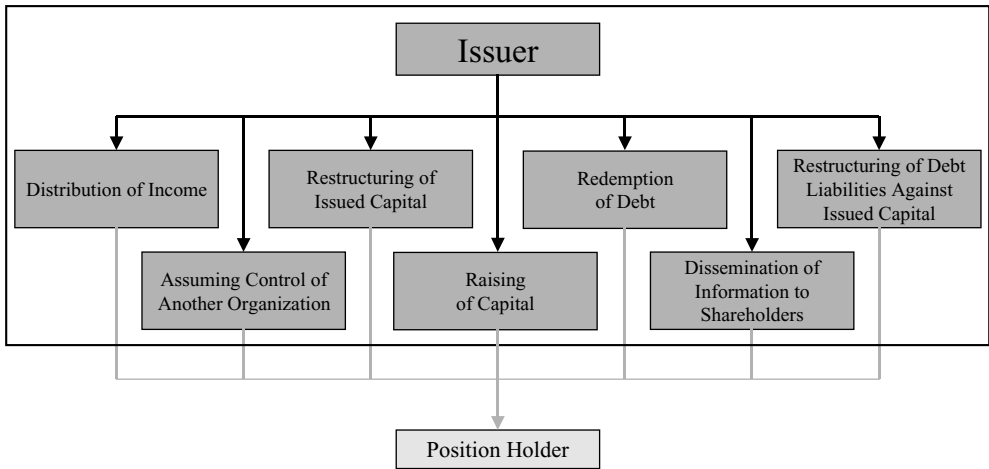 Issuer
Distribution of Income
Restructuring of
Issued Capital
Redemption
of Debt
Restructuring of Debt
Liabilities Against
Issued Capital
Assuming Control of
Another Organization
Raising
of Capital
Dissemination of
Information to
Shareholders
Position Holder